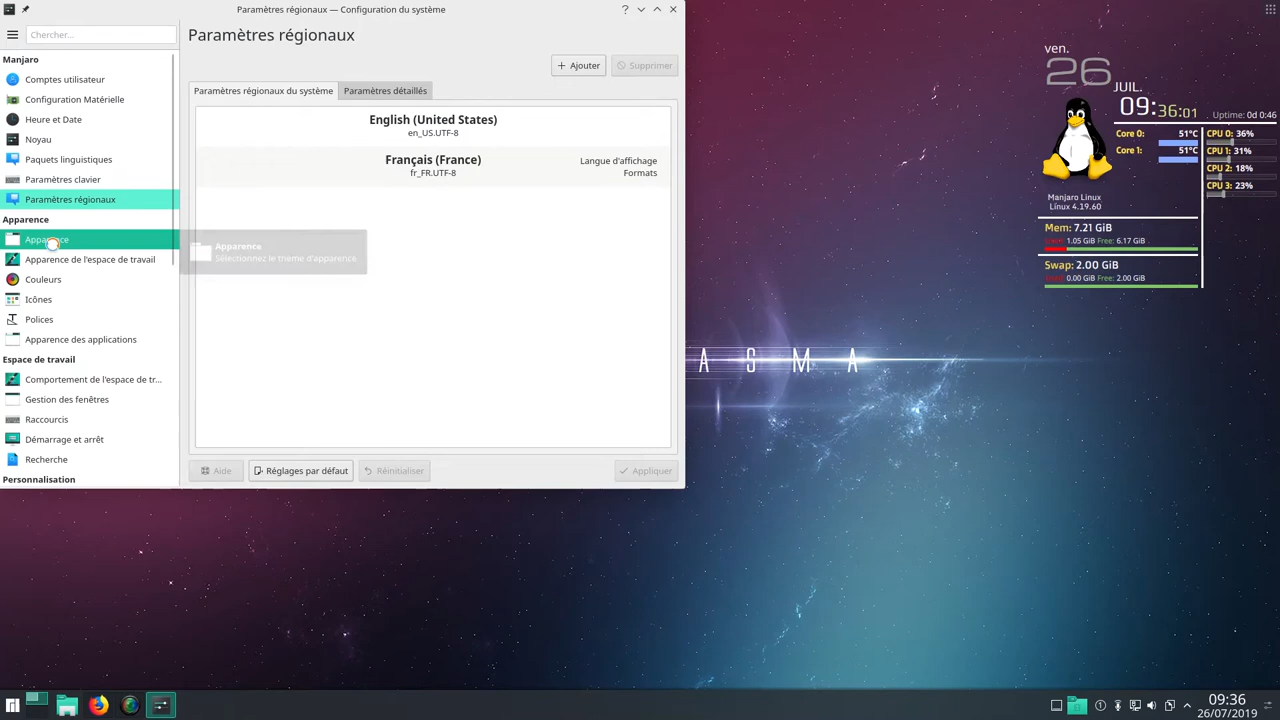 Paramètres régionaux — Configuration du système
Chercher...
Paramètres régionaux
Manjaro
Comptes utilisateur
Configuration Matérielle
Heure et Date
Noyau
Paquets linguistiques
Paramètres clavier
Paramètres régionaux
Apparence
Apparence
Apparence de l'espace de travail
Couleurs
Icônes
Polices
Apparence des applications
Espace de travail
Comportement de l'espace de tr...
Gestion des fenêtres
Raccourcis
Démarrage et arrêt
Recherche
Personnalisation
Ajouter
Supprimer
Paramètres régionaux du système
Paramètres détaillés
English (United States)
en_US.UTF-8
Français (France)
fr_FR.UTF-8
Langue d'affichage
Formats
Apparence
Sélectionnez le thème d'apparence
Aide
Réglages par défaut
Réinitialiser
Appliquer
A S M A
ven.
26
JUIL.
09:36:01
Uptime: 0d 0:46
Core 0: 51°C
Core 1: 51°C
CPU 0: 36%
CPU 1: 31%
CPU 2: 18%
CPU 3: 23%
Manjaro Linux
Linux 4.19.60
Mem: 7.21 GiB
1.05 GiB Free: 6.17 GiB
Swap: 2.00 GiB
0.00 GiB Free: 2.00 GiB
09:36
26/07/2019